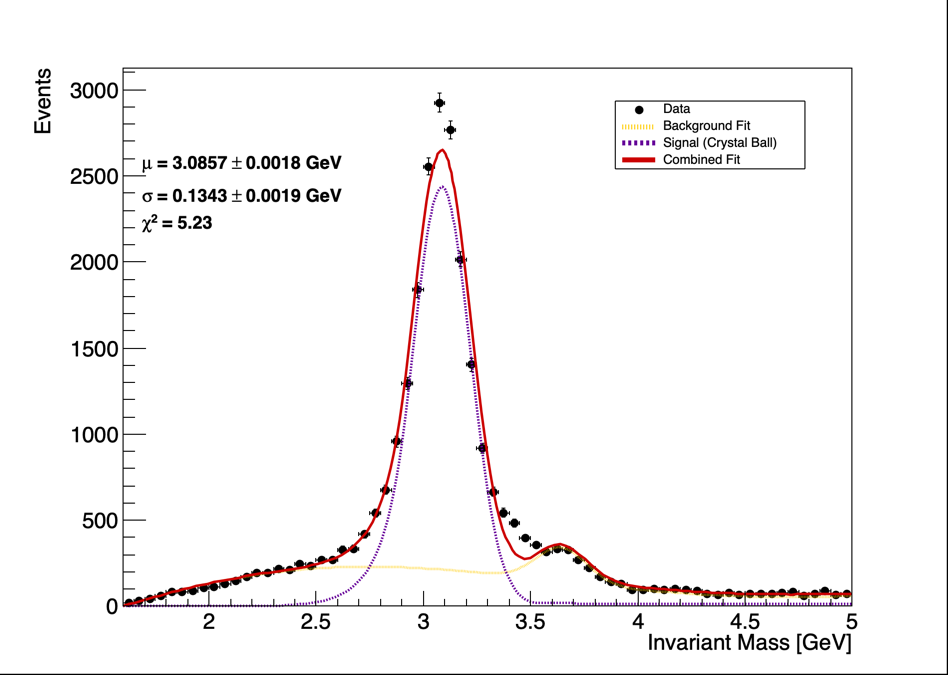 Events
3000
2500
2000
1500
1000
500
0
μ = 3.0857 ± 0.0018 GeV
σ = 0.1343 ± 0.0019 GeV
χ² = 5.23
Data
Background Fit
Signal (Crystal Ball)
Combined Fit
2 2.5 3 3.5 4 4.5 5
Invariant Mass [GeV]